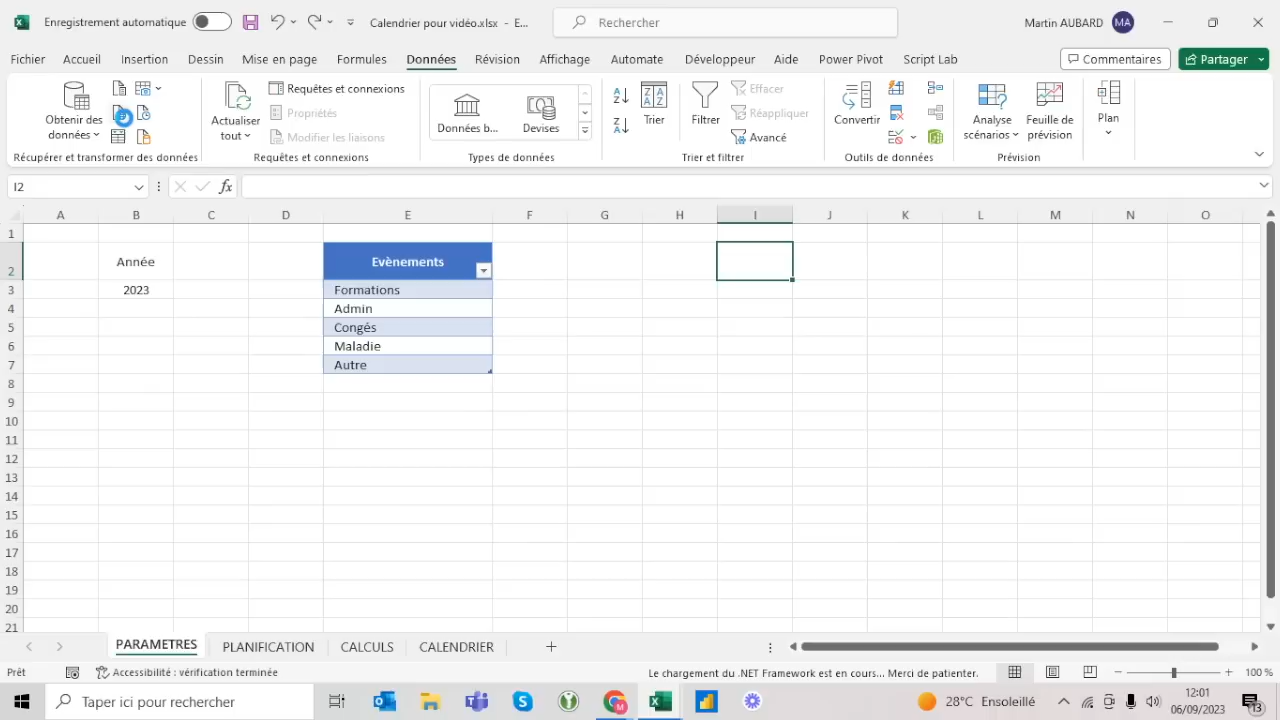 Enregistrement automatique
Calendrier pour vidéo.xlsx - E...
Rechercher
Martin AUBARD
MA
Fichier Accueil Insertion Dessin Mise en page Formules Données Révision Affichage Automate Développeur Aide Power Pivot Script Lab
Commentaires
Partager
Obtenir des
données
Récupérer et transformer des données
Actualiser
tout
Requêtes et connexions
Propriétés
Modifier les liaisons
Requêtes et connexions
Données b...
Devises
Types de données
Trier
Filtrer
Effacer
Réappliquer
Avancé
Trier et filtrer
Convertir
Outils de données
Analyse
scénarios
Feuille de
prévision
Prévision
Plan
I2
fx
A B C D E F G H I J K L M N O
1
2 Année Evènements
3 2023 Formations
4 Admin
5 Congés
6 Maladie
7 Autre
8
9
10
11
12
13
14
15
16
17
18
19
20
21
PARAMETRES PLANIFICATION CALCULS CALENDRIER
Prêt
Accessibilité : vérification terminée
Le chargement du .NET Framework est en cours... Merci de patienter.
100 %
Taper ici pour rechercher
28°C Ensoleillé
12:01
06/09/2023
13